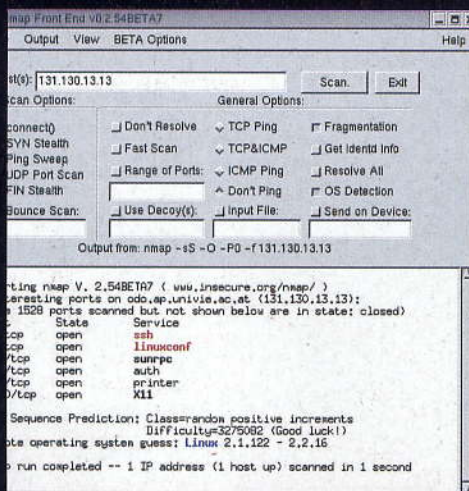 map Front End v0.2.54BETA7
Output View BETA Options Help
st(s): 131.130.13.13 Scan. Exit
Scan Options: General Options:
connect() Don't Resolve TCP Ping Fragmentation
SYN Stealth Fast Scan TCP&ICMP Get Identd Info
Ping Sweep Range of Ports: ICMP Ping Resolve All
UDP Port Scan Don't Ping OS Detection
FIN Stealth
Bounce Scan: Use Decoy(s): Input File: Send on Device:
Output from: nmap -sS -O -P0 -f 131.130.13.13
rting nmap V. 2.54BETA7 ( www.insecure.org/nmap/ )
eresting ports on odo.ap.univie.ac.at (131.130.13.13):
1528 ports scanned but not shown below are in state: closed)
t State Service
cp open ssh
cp open linuxconf
/tcp open sunrpc
/tcp open auth
/tcp open printer
0/tcp open X11
Sequence Prediction: Class=random positive increments
Difficulty=3275082 (Good luck!)
ote operating system guess: Linux 2.1.122 - 2.2.16
run completed -- 1 IP address (1 host up) scanned in 1 second